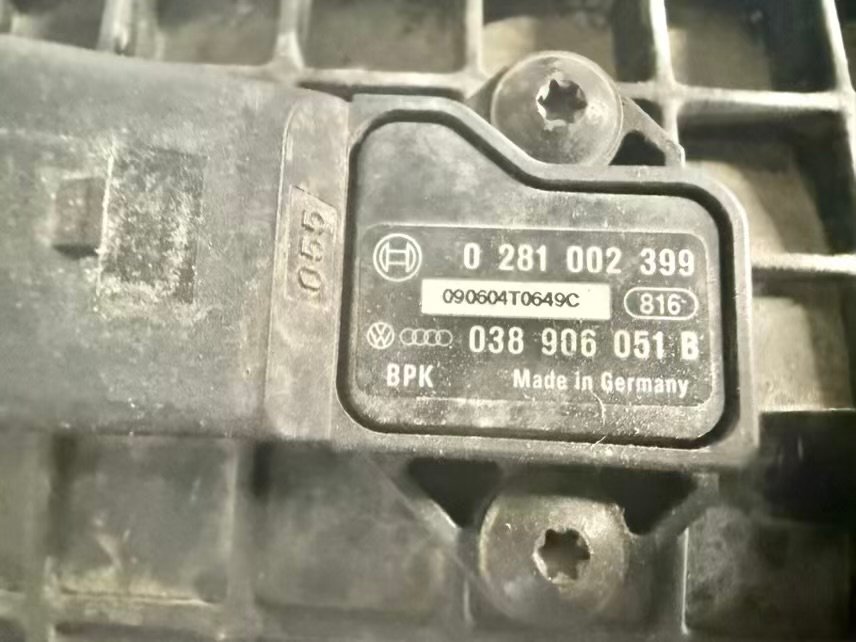 055
0 281 002 399
090604T0649C
816
038 906 051 B
BPK Made in Germany